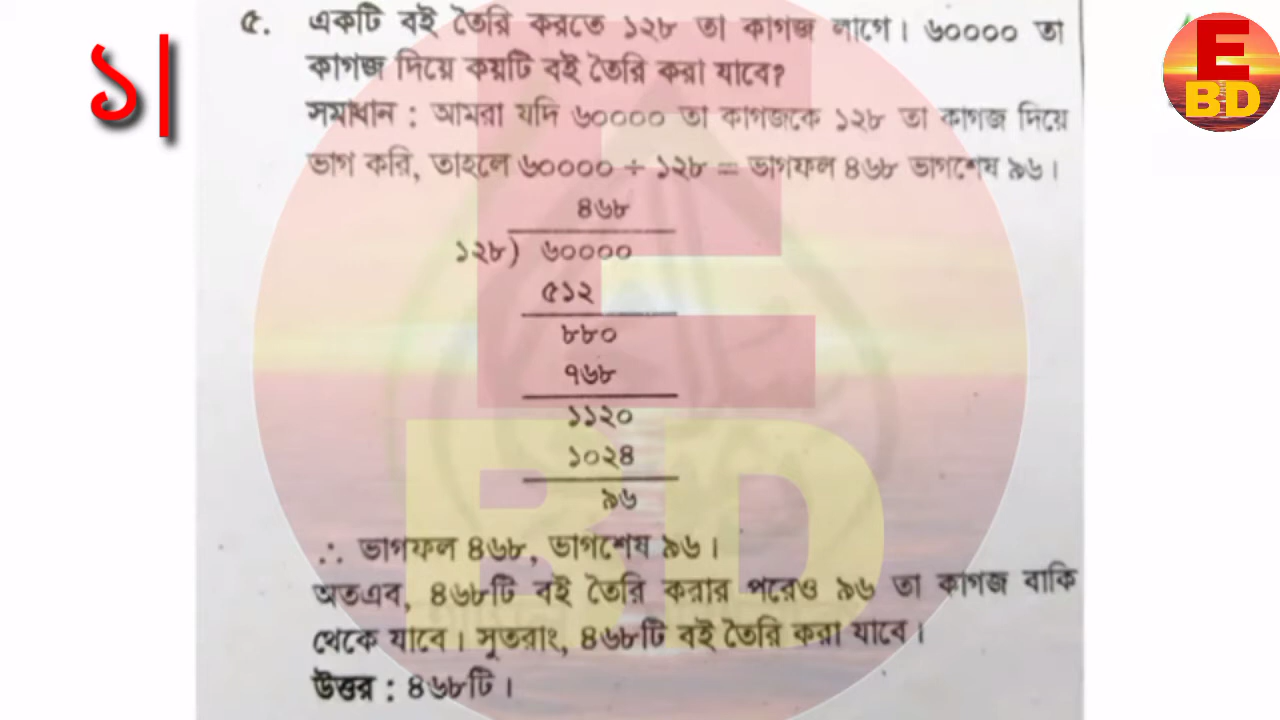 ১|
E
BD
৫. একটি বই তৈরি করতে ১২৮ তা কাগজ লাগে। ৬০০০০ তা
কাগজ দিয়ে কয়টি বই তৈরি করা যাবে?
সমাধান : আমরা যদি ৬০০০০ তা কাগজকে ১২৮ তা কাগজ দিয়ে
ভাগ করি, তাহলে ৬০০০০ ÷ ১২৮ = ভাগফল ৪৬৮ ভাগশেষ ৯৬।
৪৬৮
১২৮) ৬০০০০
৫১২
৮৮০
৭৬৮
১১২০
১০২৪
৯৬
∴ ভাগফল ৪৬৮, ভাগশেষ ৯৬।
অতএব, ৪৬৮টি বই তৈরি করার পরেও ৯৬ তা কাগজ বাকি
থেকে যাবে। সুতরাং, ৪৬৮টি বই তৈরি করা যাবে।
উত্তর : ৪৬৮টি।
E
BD